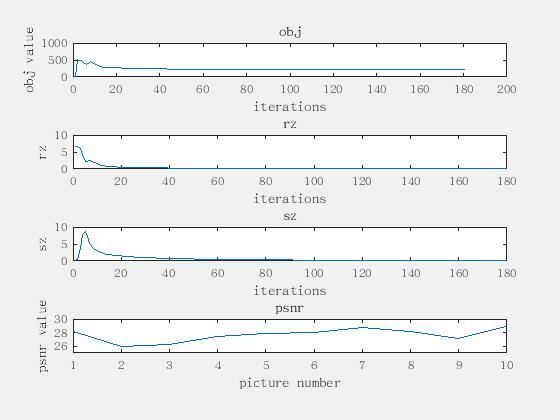 obj
obj value
1000
500
0
0 20 40 60 80 100 120 140 160 180 200
iterations
rz
rz
10
5
0
0 20 40 60 80 100 120 140 160 180
iterations
sz
10
5
0
0 20 40 60 80 100 120 140 160 180
iterations
psnr
psnr value
30
28
26
1 2 3 4 5 6 7 8 9 10
picture number